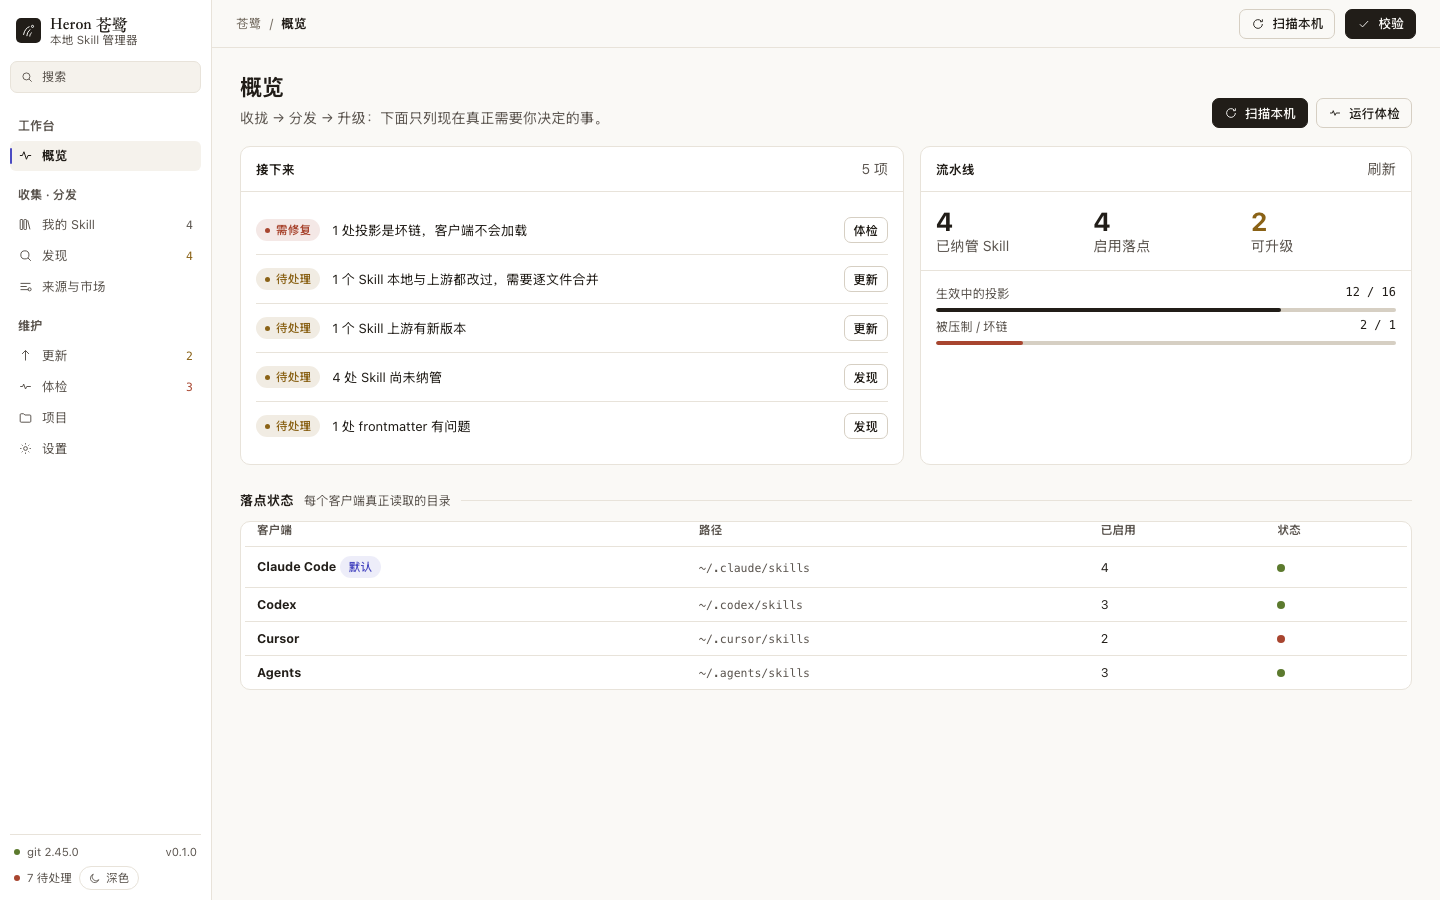 Heron 苍鹭
本地 Skill 管理器
搜索
工作台
概览
收集 · 分发
我的 Skill 4
发现 4
来源与市场
维护
更新 2
体检 3
项目
设置
git 2.45.0 v0.1.0
7 待处理 深色
苍鹭 / 概览
扫描本机 校验
概览
收拢 → 分发 → 升级：下面只列现在真正需要你决定的事。
扫描本机 运行体检
接下来 5 项
需修复 1 处投影是坏链，客户端不会加载 体检
待处理 1 个 Skill 本地与上游都改过，需要逐文件合并 更新
待处理 1 个 Skill 上游有新版本 更新
待处理 4 处 Skill 尚未纳管 发现
待处理 1 处 frontmatter 有问题 发现
流水线 刷新
4 4 2
已纳管 Skill 启用落点 可升级
生效中的投影 12 / 16
被压制 / 坏链 2 / 1
落点状态 每个客户端真正读取的目录
客户端 路径 已启用 状态
Claude Code 默认 ~/.claude/skills 4
Codex ~/.codex/skills 3
Cursor ~/.cursor/skills 2
Agents ~/.agents/skills 3